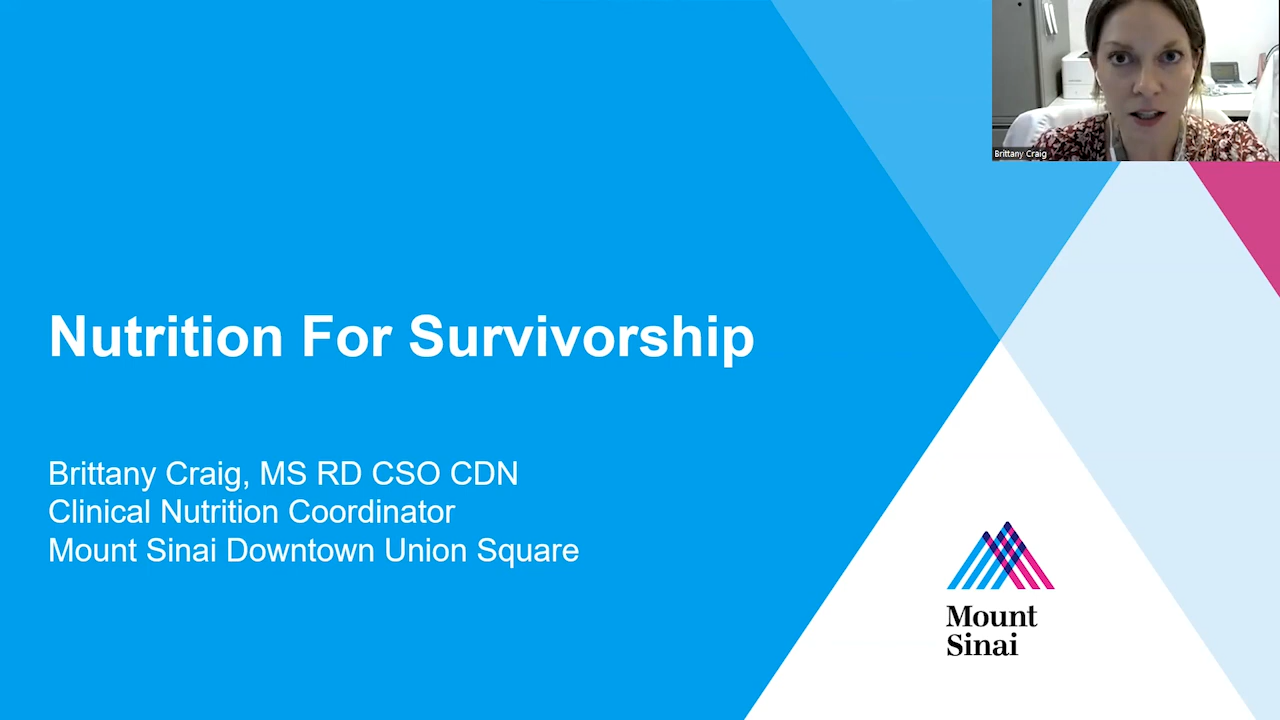 Brittany Craig
Nutrition For Survivorship
Brittany Craig, MS RD CSO CDN
Clinical Nutrition Coordinator
Mount Sinai Downtown Union Square
Mount
Sinai